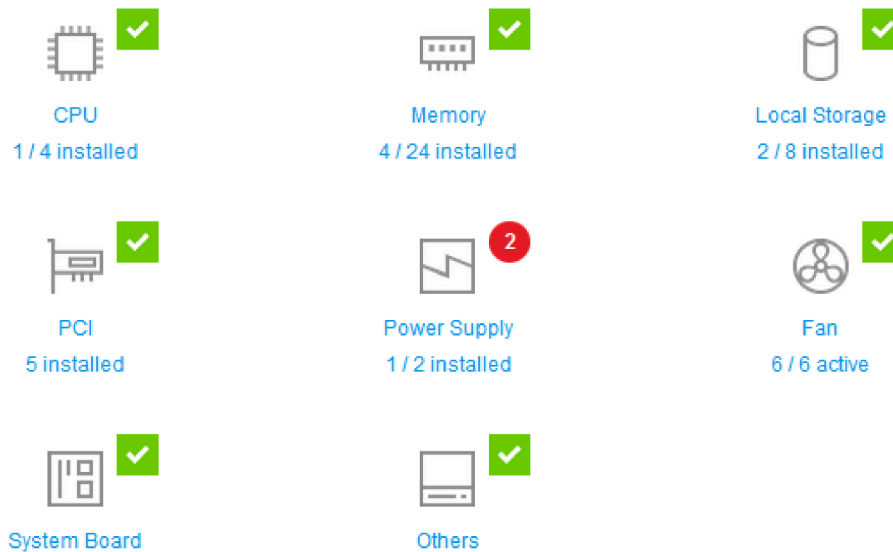 CPU
1 / 4 installed
Memory
4 / 24 installed
Local Storage
2 / 8 installed
PCI
5 installed
2
Power Supply
1 / 2 installed
Fan
6 / 6 active
System Board
Others